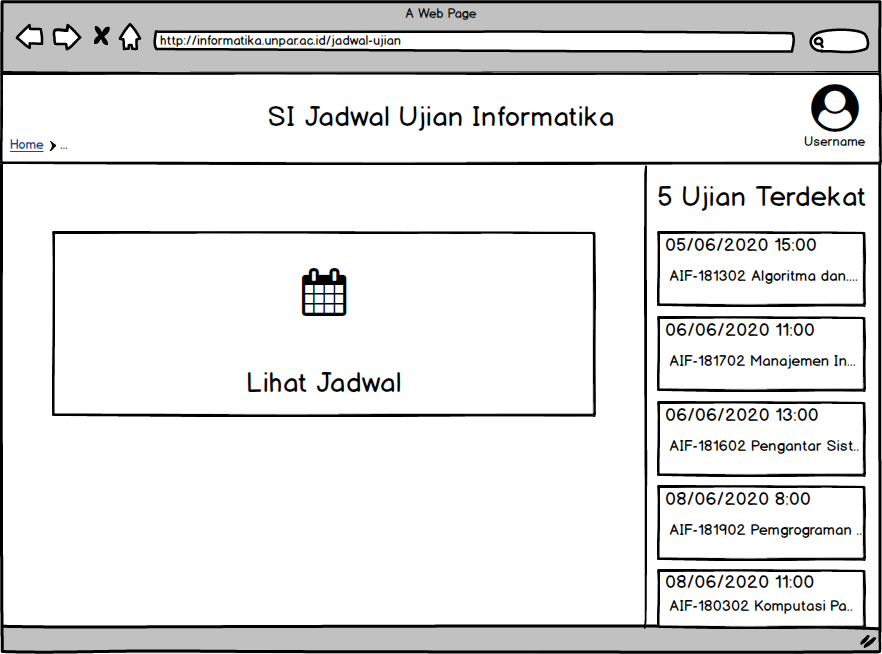 A Web Page
http://informatika.unpar.ac.id/jadwal-ujian
SI Jadwal Ujian Informatika
Username
Home ❯ ...
5 Ujian Terdekat
05/06/2020 15:00
AIF-181302 Algoritma dan....
06/06/2020 11:00
AIF-181702 Manajemen In...
Lihat Jadwal
06/06/2020 13:00
AIF-181602 Pengantar Sist..
08/06/2020 8:00
AIF-181902 Pemgrograman ..
08/06/2020 11:00
AIF-180302 Komputasi Pa..